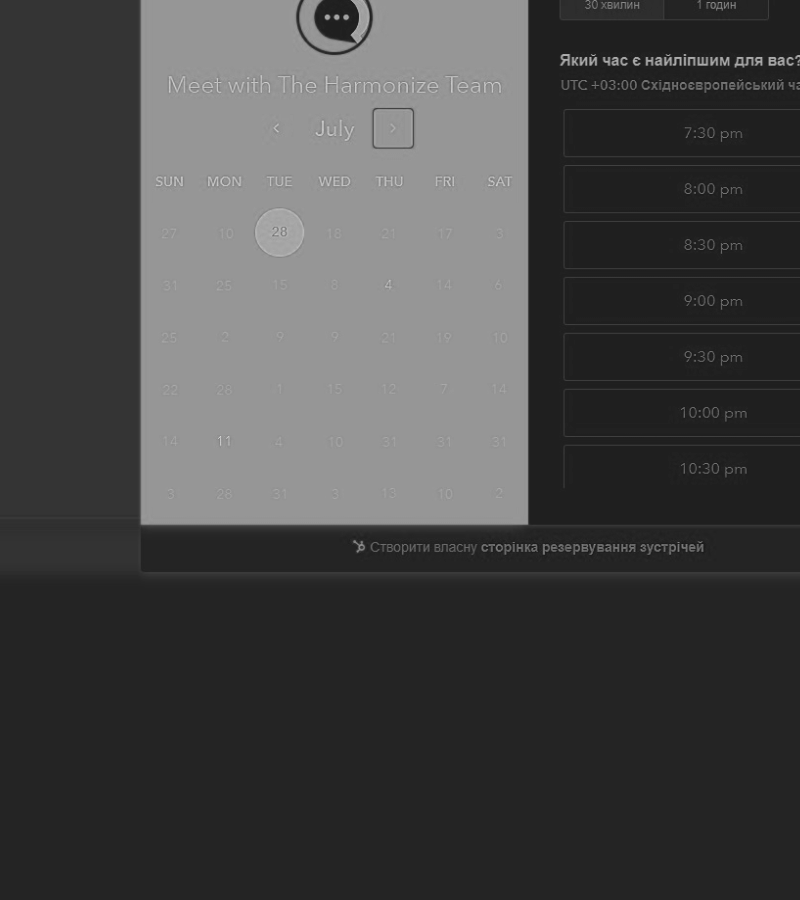 30 хвилин
1 годин
Який час є найліпшим для вас?
UTC +03:00 Східноєвропейський ча
Meet with The Harmonize Team
July
SUN MON TUE WED THU FRI SAT
27 10 28 18 21 17 3
31 25 15 8 4 14 6
25 2 9 9 21 19 10
22 26 1 15 12 7 14
14 11 4 10 31 31 31
3 28 31 3 13 10 2
7:30 pm
8:00 pm
8:30 pm
9:00 pm
9:30 pm
10:00 pm
10:30 pm
Створити власну сторінка резервування зустрічей